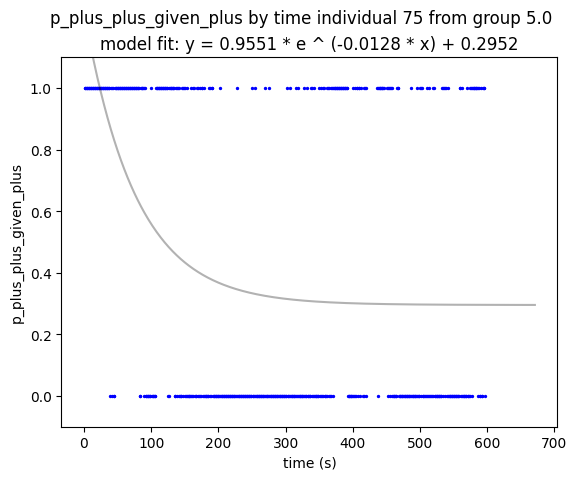 p_plus_plus_given_plus by time individual 75 from group 5.0
model fit: y = 0.9551 * e ^ (-0.0128 * x) + 0.2952
p_plus_plus_given_plus
1.0
0.8
0.6
0.4
0.2
0.0
0 100 200 300 400 500 600 700
time (s)